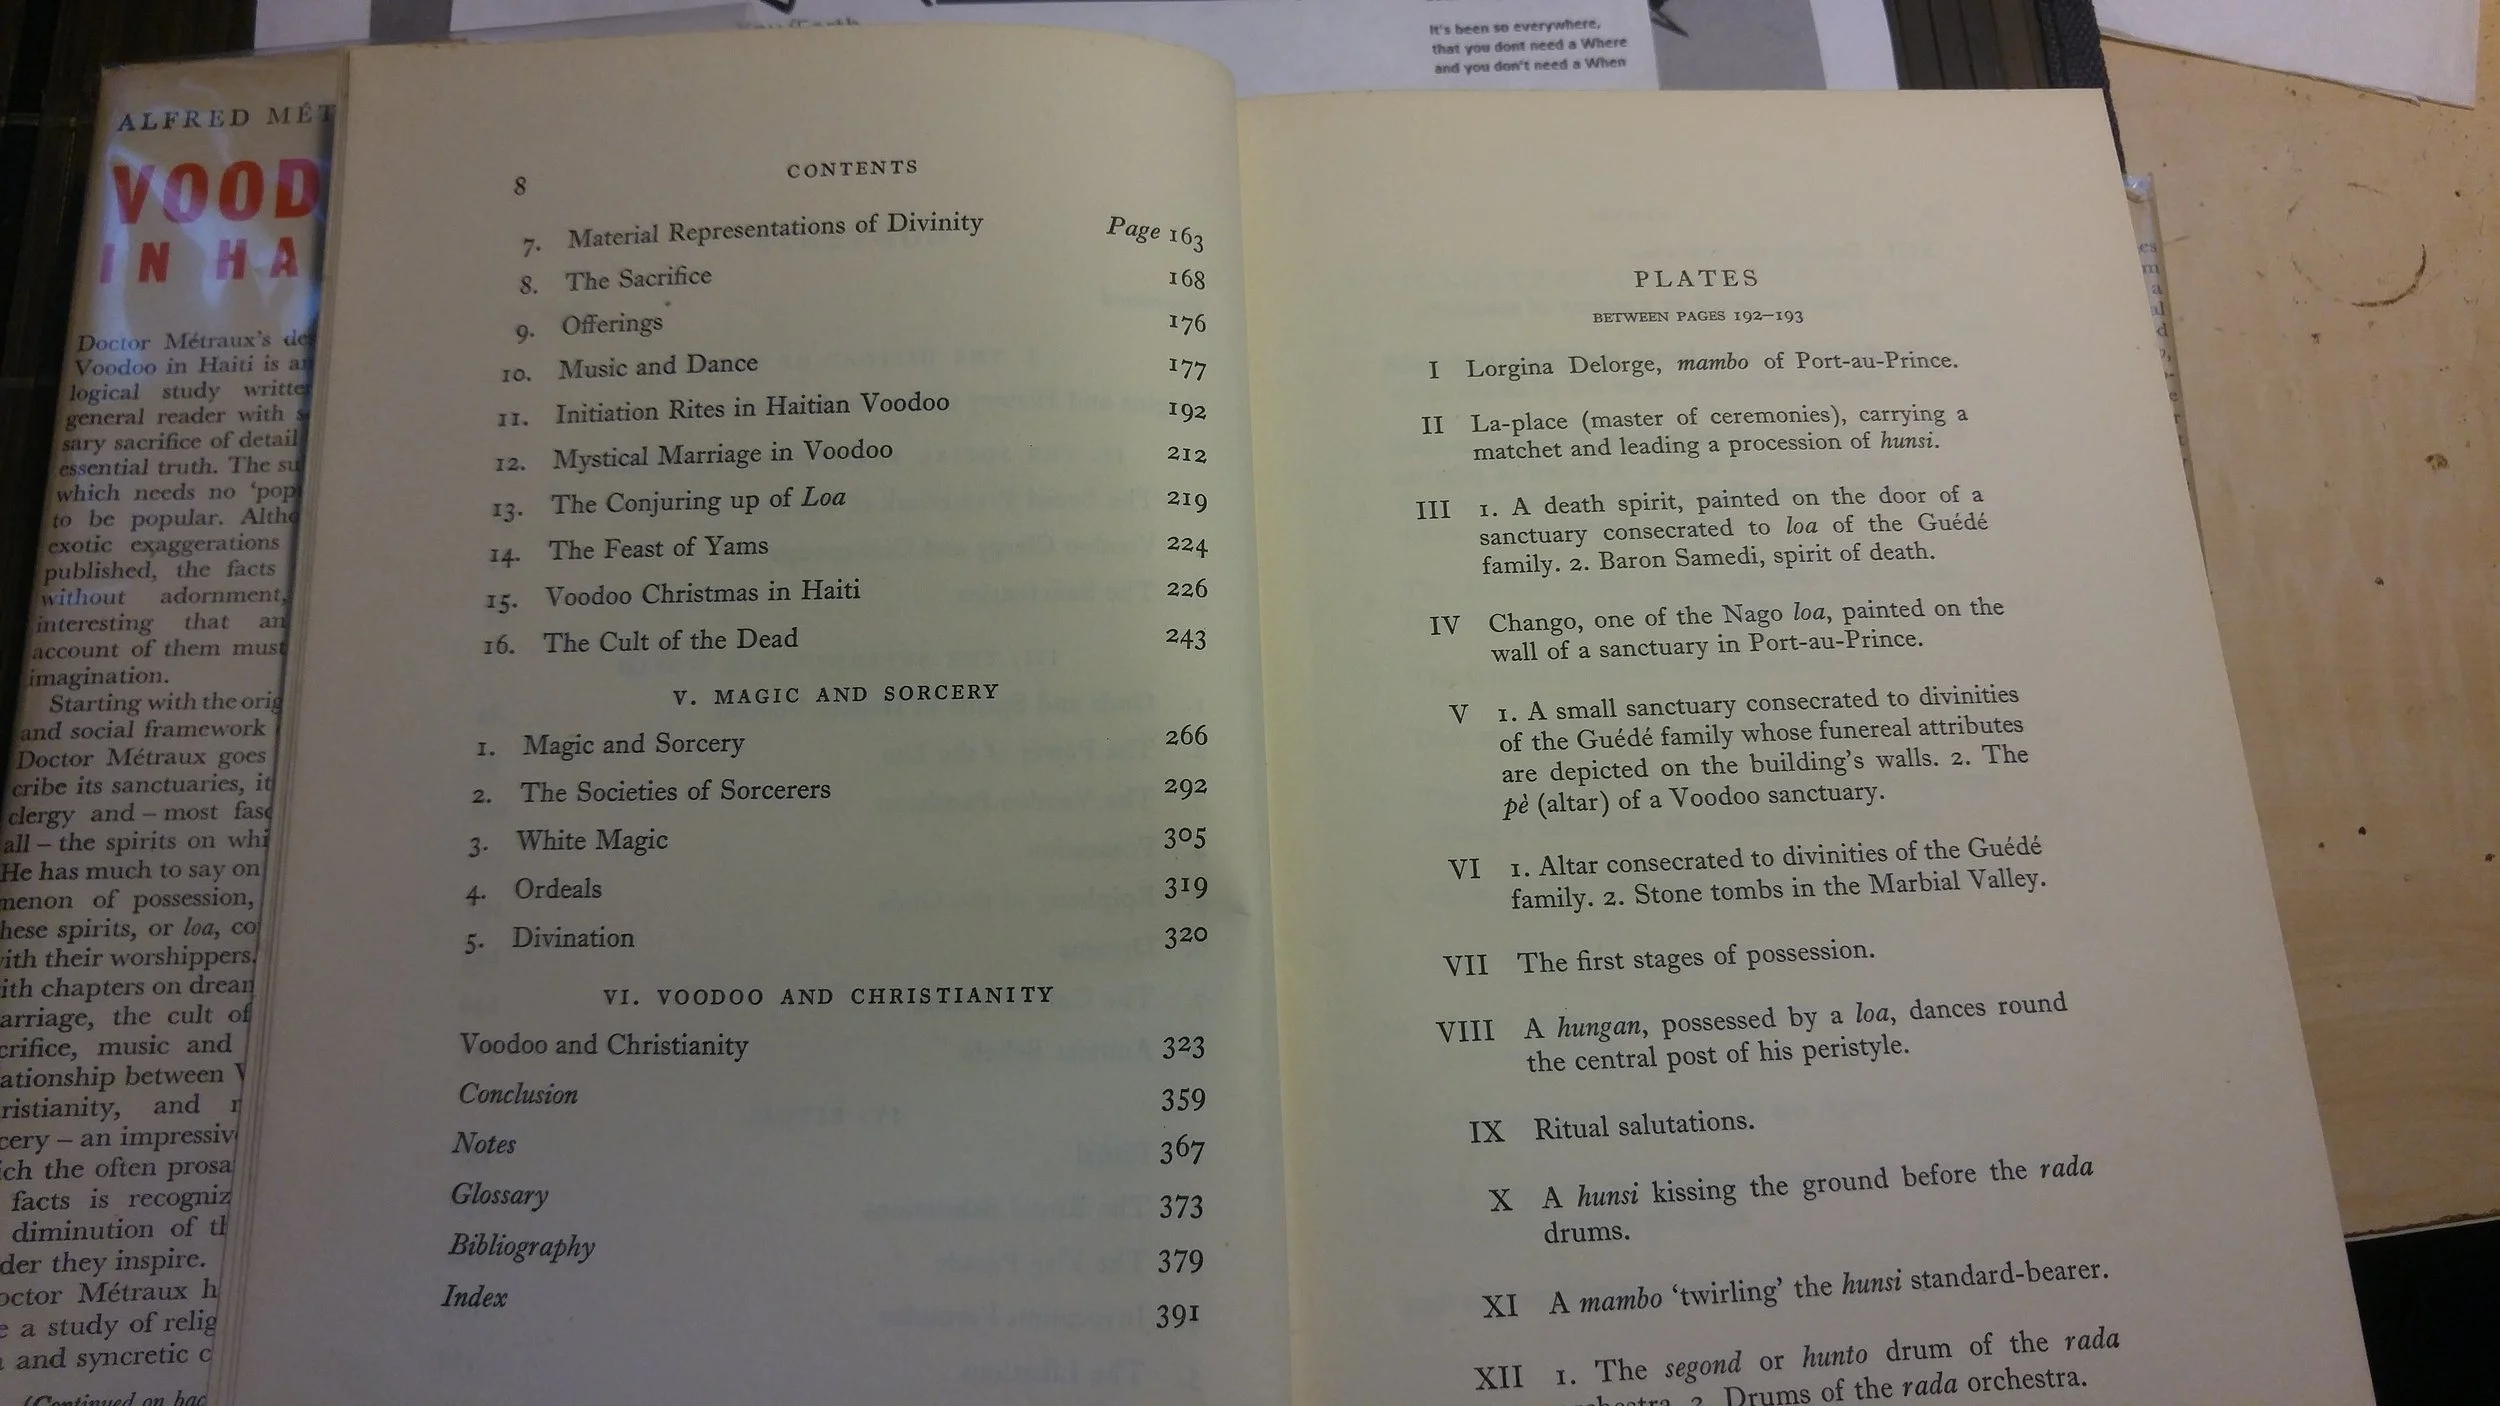 It's been so everywhere,
that you dont need a Where
and you don't need a When
ALFRED
VOOD
IN HA
Doctor Métraux's
Voodoo in Haiti is
logical study
general reader with
sary sacrifice of detail
essential truth. The
which needs no 'pop
to be popular.
exotic exaggerations
published, the facts
without adornment,
interesting that
account of them must
imagination.
Starting with the
and social framework
Doctor Métraux goes
cribe its sanctuaries,
clergy and – most
all – the spirits on
He has much to say on
menon of possession,
hese spirits, or loa,
with their worshippers.
ith chapters on
arriage, the cult of
crifice, music and
ationship between
ristianity, and
cery – an
ich the often
facts is
diminution of
der they inspire.
octor Métraux
a study of
and syncretic
(Continued on
8 CONTENTS
7. Material Representations of Divinity Page 163
8. The Sacrifice 168
9. Offerings 176
10. Music and Dance 177
11. Initiation Rites in Haitian Voodoo 192
12. Mystical Marriage in Voodoo 212
13. The Conjuring up of Loa 219
14. The Feast of Yams 224
15. Voodoo Christmas in Haiti 226
16. The Cult of the Dead 243
V. MAGIC AND SORCERY
1. Magic and Sorcery 266
2. The Societies of Sorcerers 292
3. White Magic 305
4. Ordeals 319
5. Divination 320
VI. VOODOO AND CHRISTIANITY
Voodoo and Christianity 323
Conclusion 359
Notes 367
Glossary 373
Bibliography 379
Index 391
PLATES
BETWEEN PAGES 192–193
I Lorgina Delorge, mambo of Port-au-Prince.
II La-place (master of ceremonies), carrying a
matchet and leading a procession of hunsi.
III 1. A death spirit, painted on the door of a
sanctuary consecrated to loa of the Guédé
family. 2. Baron Samedi, spirit of death.
IV Chango, one of the Nago loa, painted on the
wall of a sanctuary in Port-au-Prince.
V 1. A small sanctuary consecrated to divinities
of the Guédé family whose funereal attributes
are depicted on the building's walls. 2. The
pè (altar) of a Voodoo sanctuary.
VI 1. Altar consecrated to divinities of the Guédé
family. 2. Stone tombs in the Marbial Valley.
VII The first stages of possession.
VIII A hungan, possessed by a loa, dances round
the central post of his peristyle.
IX Ritual salutations.
X A hunsi kissing the ground before the rada
drums.
XI A mambo 'twirling' the hunsi standard-bearer.
XII 1. The segond or hunto drum of the rada
2. Drums of the rada orchestra.